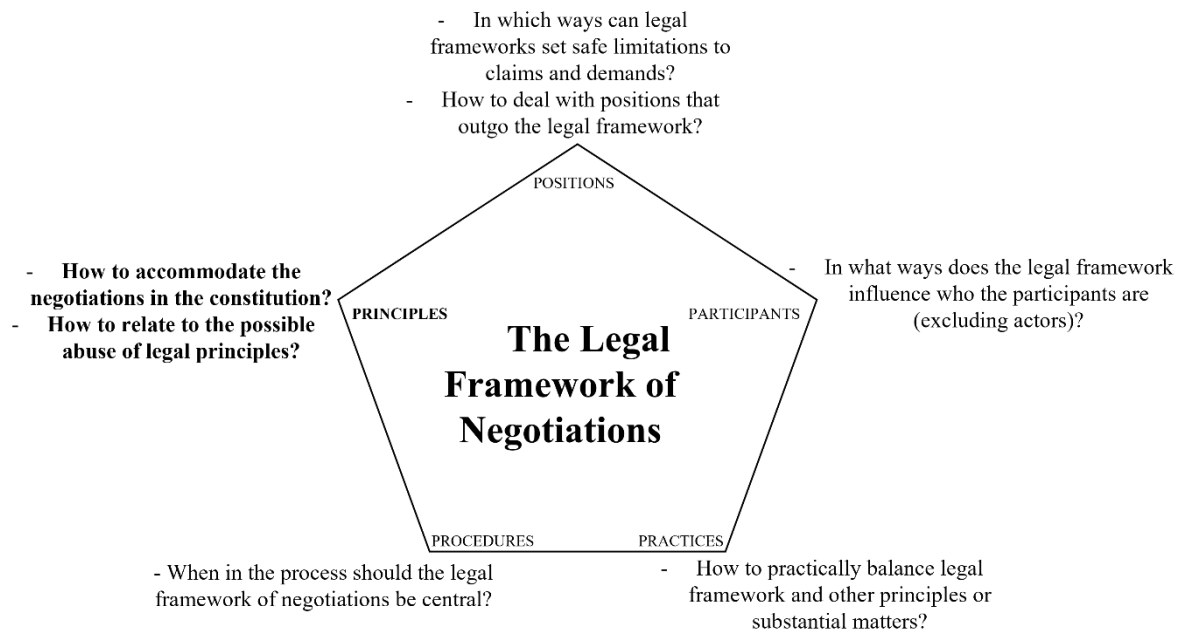 - In which ways can legal
frameworks set safe limitations to
claims and demands?
- How to deal with positions that
outgo the legal framework?
POSITIONS
- How to accommodate the
negotiations in the constitution?
- How to relate to the possible
abuse of legal principles?
PRINCIPLES
PARTICIPANTS
- In what ways does the legal framework
influence who the participants are
(excluding actors)?
The Legal
Framework of
Negotiations
PROCEDURES
PRACTICES
- When in the process should the legal
framework of negotiations be central?
- How to practically balance legal
framework and other principles or
substantial matters?